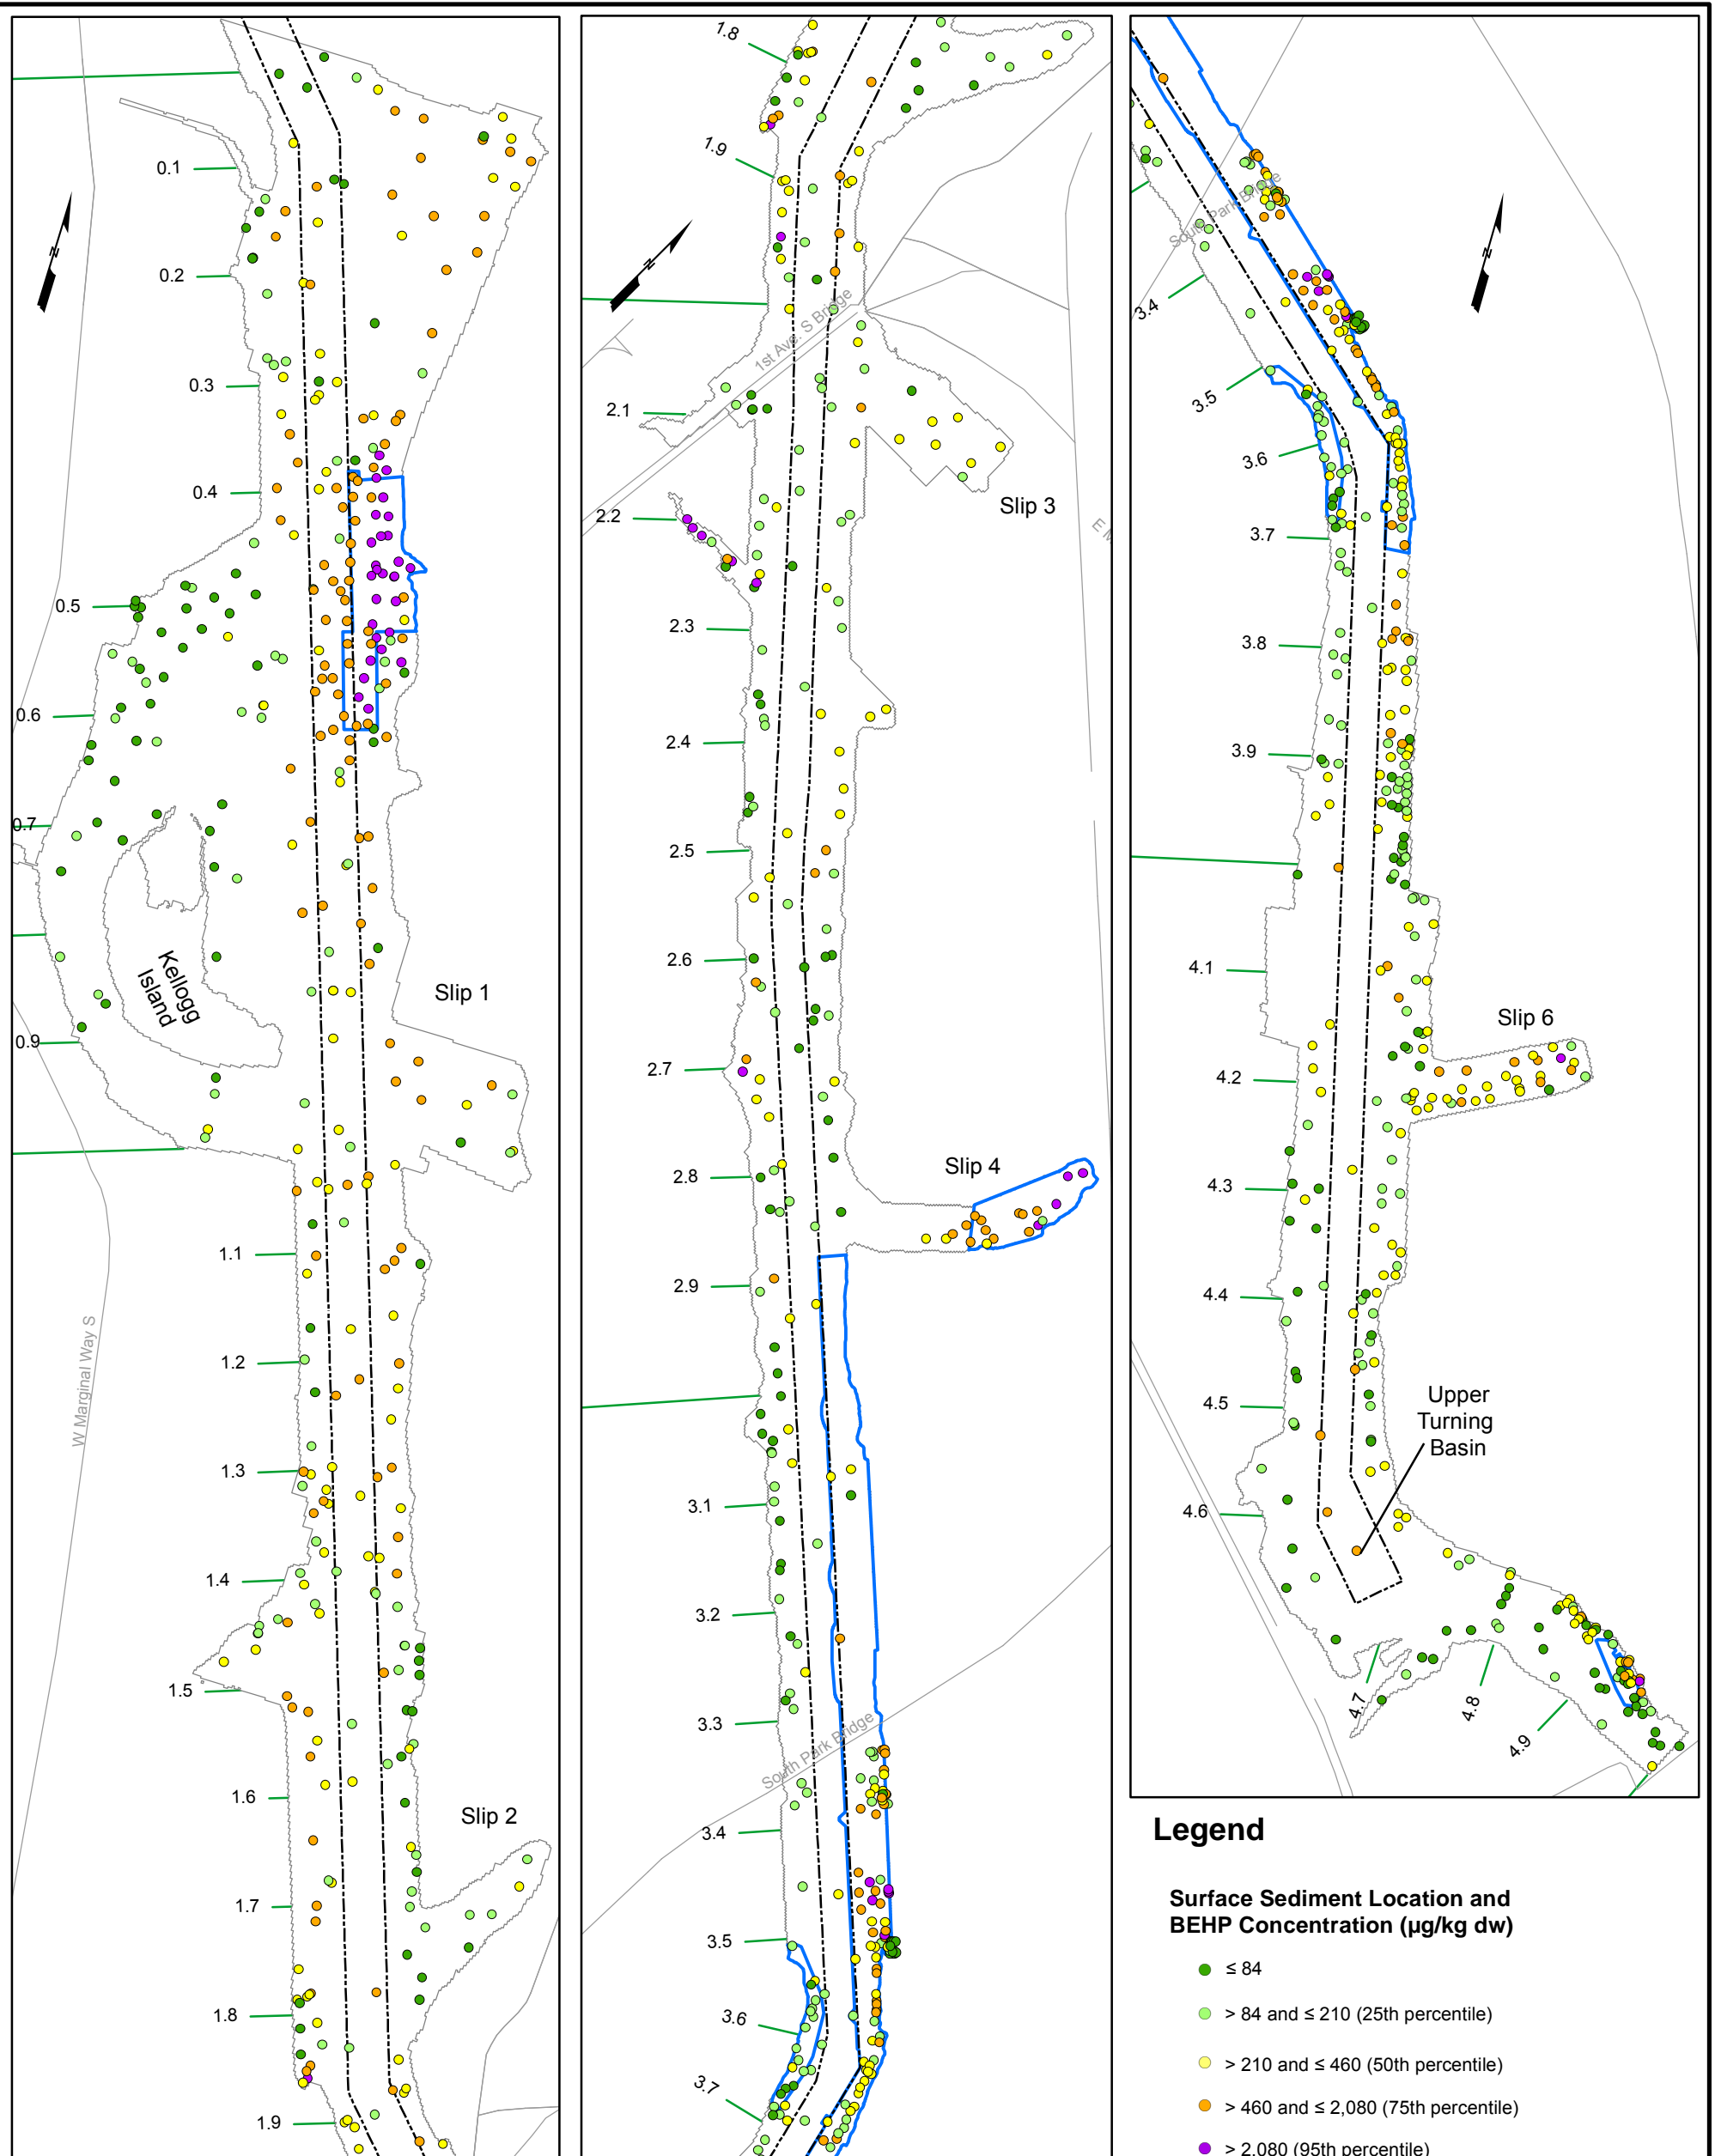 0.1
0.2
0.3
0.4
0.5
0.6
0.7
0.9
1.1
1.2
1.3
1.4
1.5
1.6
1.7
1.8
1.9
N
Kellogg
Island
Slip 1
Slip 2
W Marginal Way S
1.8
1.9
2.1
2.2
2.3
2.4
2.5
2.6
2.7
2.8
2.9
3.1
3.2
3.3
3.4
3.5
3.6
3.7
N
1st Ave. S Bridge
Slip 3
E M
Slip 4
South Park Bridge
South Park Bridge
N
3.4
3.5
3.6
3.7
3.8
3.9
4.1
4.2
4.3
4.4
4.5
4.6
4.7
4.8
4.9
Slip 6
Upper
Turning
Basin
Legend
Surface Sediment Location and
BEHP Concentration (µg/kg dw)
≤ 84
> 84 and ≤ 210 (25th percentile)
> 210 and ≤ 460 (50th percentile)
> 460 and ≤ 2,080 (75th percentile)
> 2,080 (95th percentile)